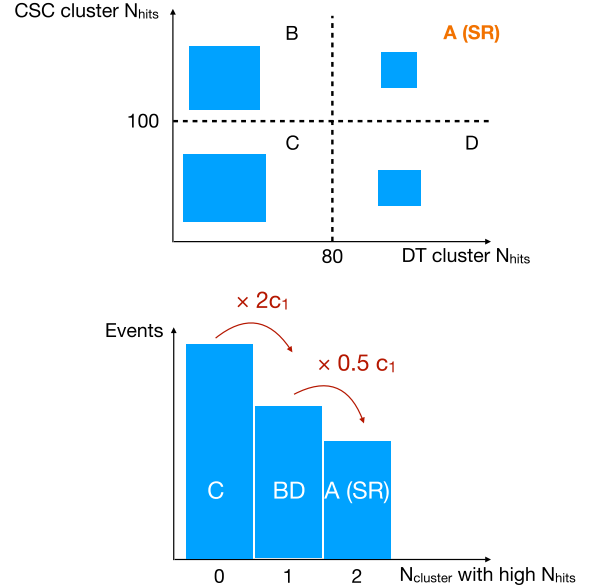 CSC cluster Nhits
B
A (SR)
100
C
D
80
DT cluster Nhits
× 2c1
Events
× 0.5 c1
C
BD
A (SR)
0
1
2
Ncluster with high Nhits